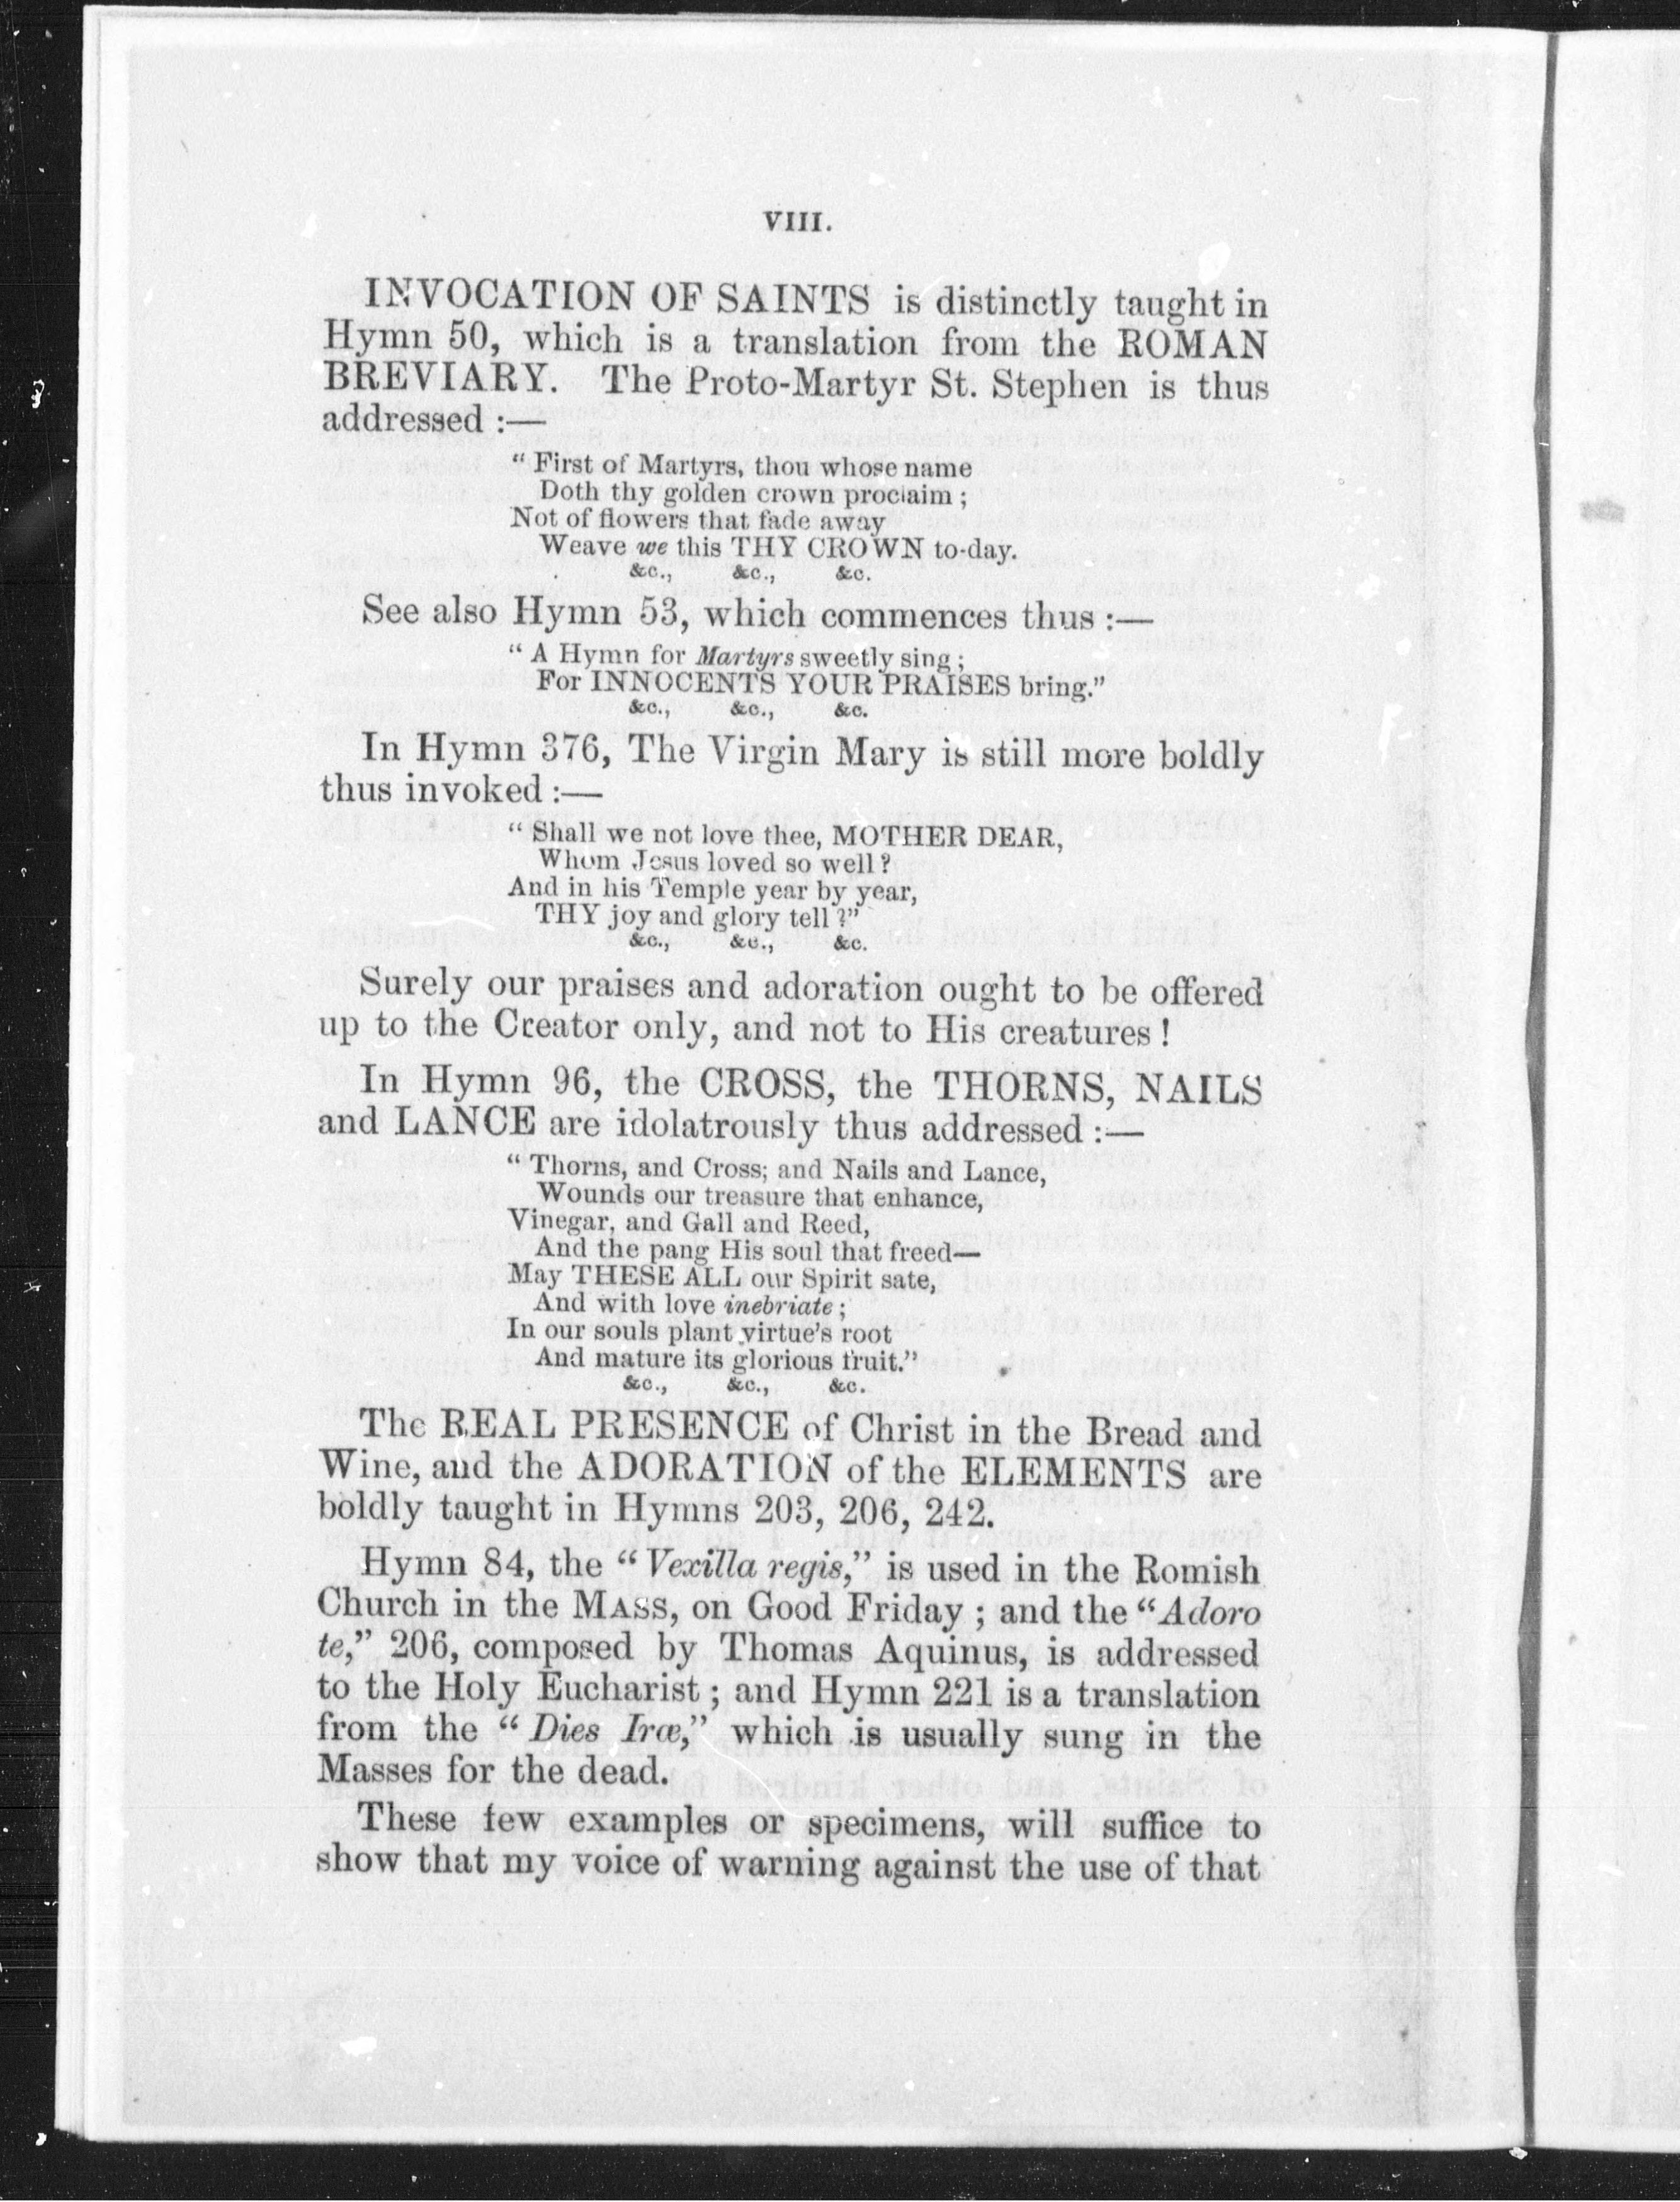 VIII.
INVOCATION OF SAINTS is distinctly taught in
Hymn 50, which is a translation from the ROMAN
BREVIARY. The Proto-Martyr St. Stephen is thus
addressed :—
" First of Martyrs, thou whose name
Doth thy golden crown proclaim ;
Not of flowers that fade away
Weave we this THY CROWN to-day.
&c., &c., &c.
See also Hymn 53, which commences thus :—
" A Hymn for Martyrs sweetly sing ;
For INNOCENTS YOUR PRAISES bring."
&c., &c., &c.
In Hymn 376, The Virgin Mary is still more boldly
thus invoked :—
" Shall we not love thee, MOTHER DEAR,
Whom Jesus loved so well ?
And in his Temple year by year,
THY joy and glory tell ?"
&c., &c., &c.
Surely our praises and adoration ought to be offered
up to the Creator only, and not to His creatures !
In Hymn 96, the CROSS, the THORNS, NAILS
and LANCE are idolatrously thus addressed :—
" Thorns, and Cross; and Nails and Lance,
Wounds our treasure that enhance,
Vinegar, and Gall and Reed,
And the pang His soul that freed—
May THESE ALL our Spirit sate,
And with love inebriate ;
In our souls plant virtue's root
And mature its glorious fruit."
&c., &c., &c.
The REAL PRESENCE of Christ in the Bread and
Wine, and the ADORATION of the ELEMENTS are
boldly taught in Hymns 203, 206, 242.
Hymn 84, the " Vexilla regis," is used in the Romish
Church in the MASS, on Good Friday ; and the " Adoro
te," 206, composed by Thomas Aquinus, is addressed
to the Holy Eucharist ; and Hymn 221 is a translation
from the " Dies Iræ," which is usually sung in the
Masses for the dead.
These few examples or specimens, will suffice to
show that my voice of warning against the use of that